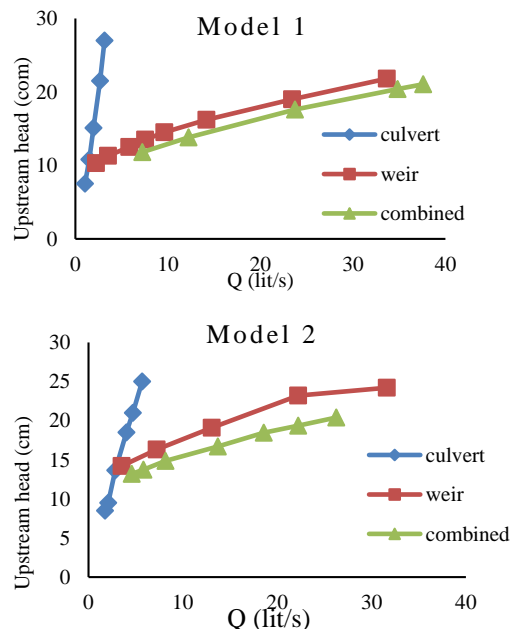 Model 1
Upstream head (com)
30
20
10
0
0 10 20 30 40
Q (lit/s)
culvert
weir
combined
Model 2
Upstream head (cm)
30
25
20
15
10
5
0
0 10 20 30 40
Q (lit/s)
culvert
weir
combined